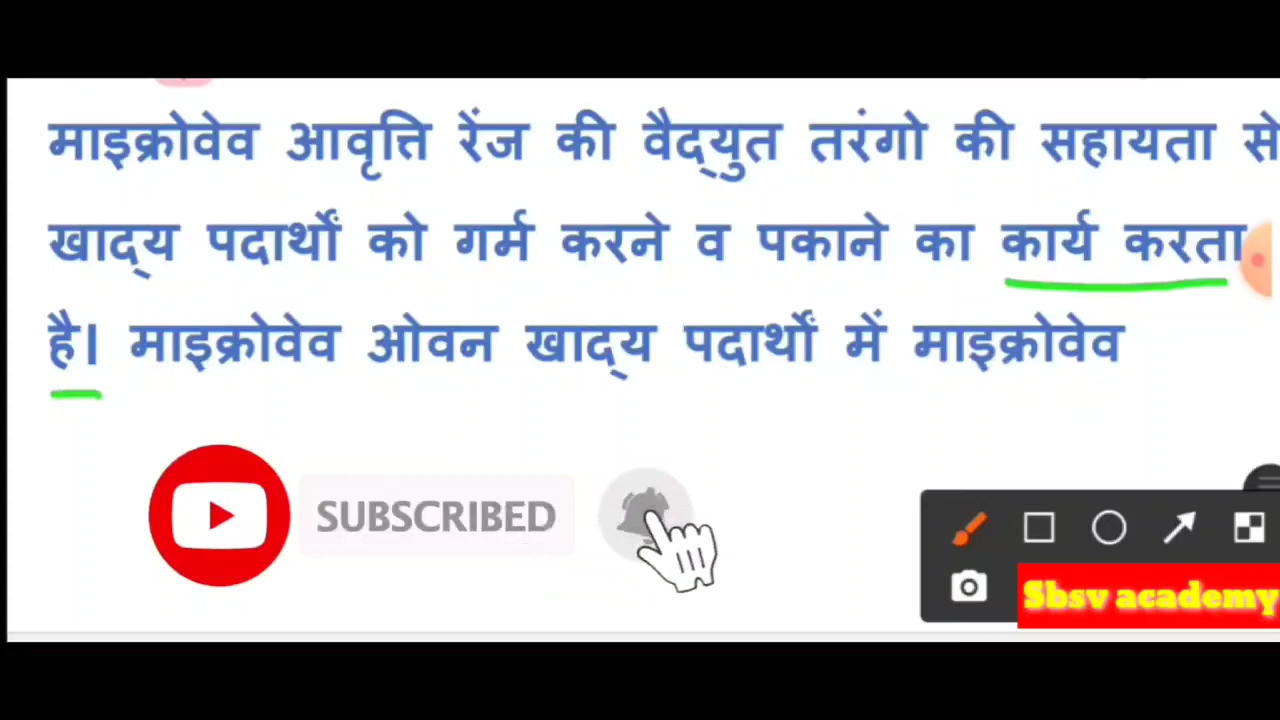 माइक्रोवेव आवृत्ति रेंज की वैद्युत तरंगो की सहायता से
खाद्य पदार्थों को गर्म करने व पकाने का कार्य करता
है। माइक्रोवेव ओवन खाद्य पदार्थों में माइक्रोवेव
SUBSCRIBED
Sbsv academy